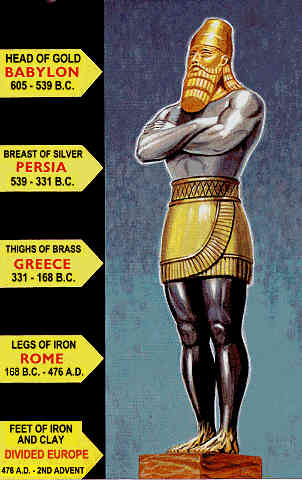 HEAD OF GOLD
BABYLON
605 - 539 B.C.
BREAST OF SILVER
PERSIA
539 - 331 B.C.
THIGHS OF BRASS
GREECE
331 - 168 B.C.
LEGS OF IRON
ROME
168 B.C. - 476 A.D.
FEET OF IRON
AND CLAY
DIVIDED EUROPE
476 A.D. - 2ND ADVENT